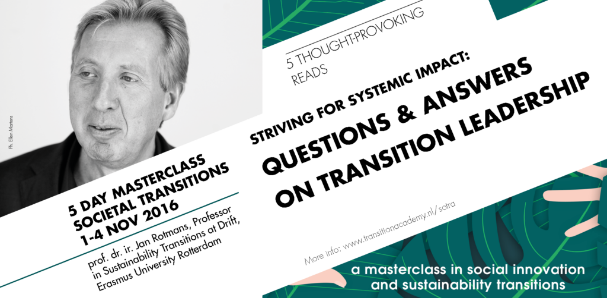 Ph. Ellen Mattern
5 DAY MASTERCLASS
SOCIETAL TRANSITIONS
1-4 NOV 2016
prof. dr. ir. Jan Rotmans, Professor
in Sustainability Transitions at Drift,
Erasmus University Rotterdam
5 THOUGHT-PROVOKING
READS
STRIVING FOR SYSTEMIC IMPACT:
QUESTIONS & ANSWERS
ON TRANSITION LEADERSHIP
More info: www.transitionacademy.nl/sotra
a masterclass in social innovation
and sustainability transitions